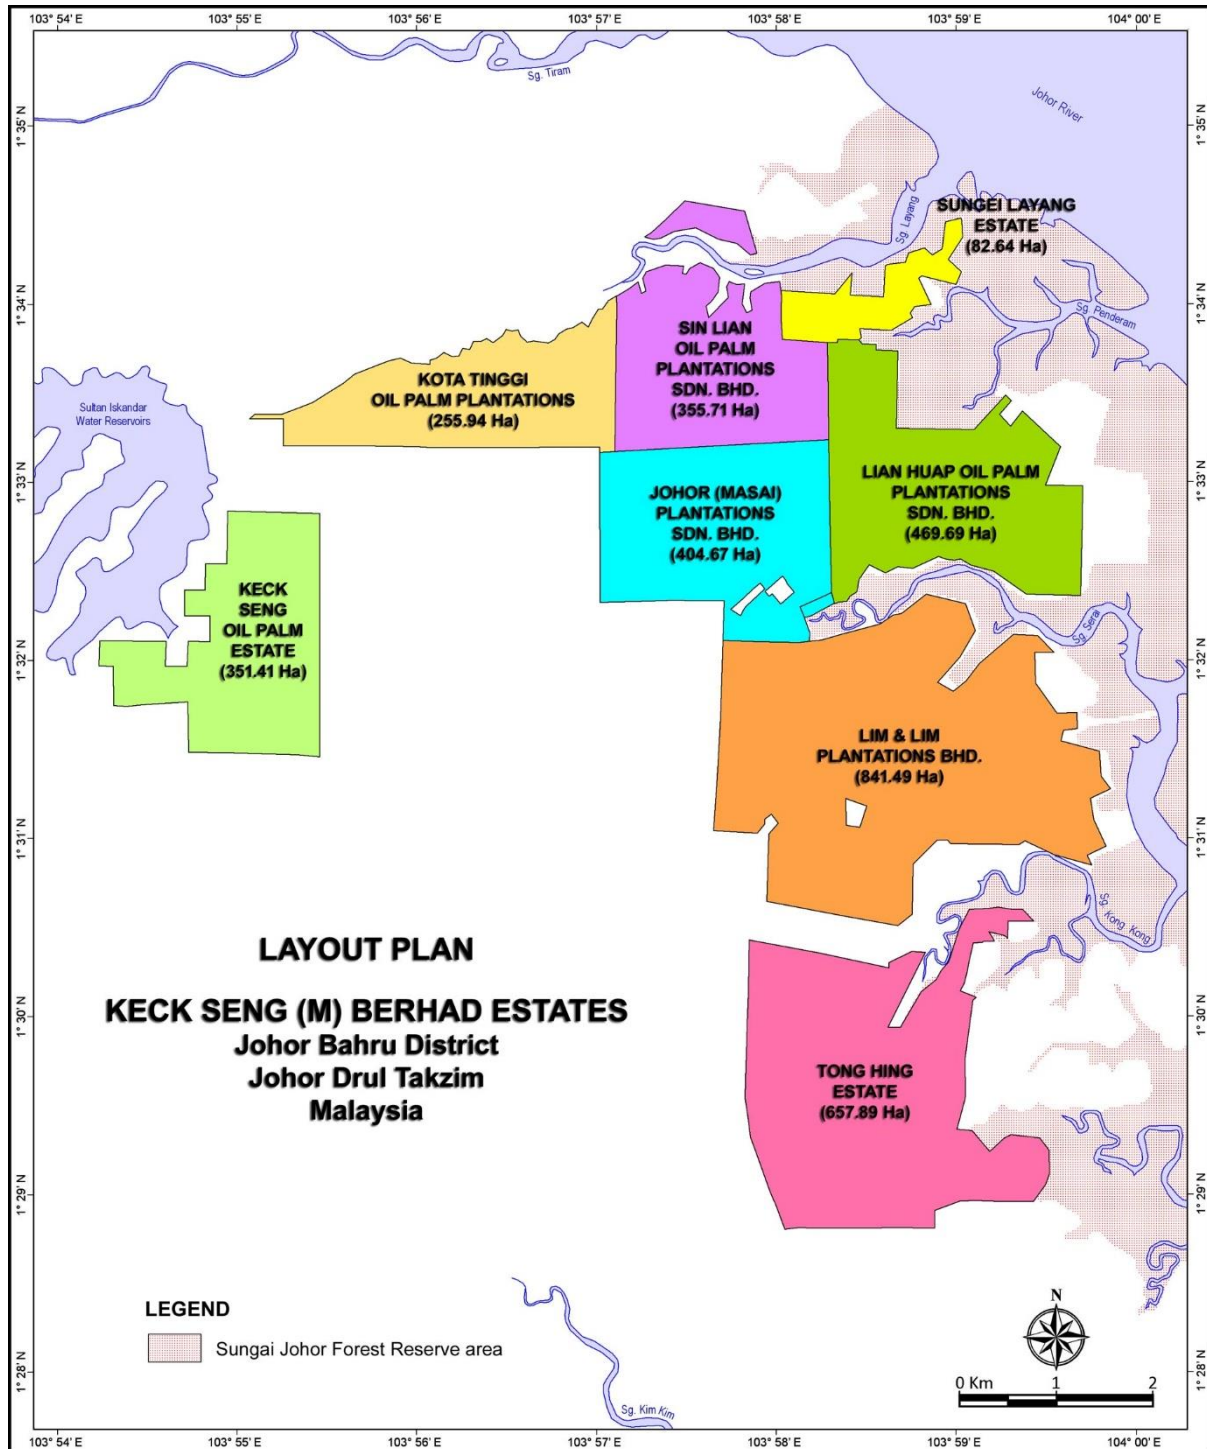 103° 54' E
103° 55' E
103° 56' E
103° 57' E
103° 58' E
103° 59' E
104° 00' E
1° 35' N
1° 35' N
1° 34' N
1° 34' N
1° 33' N
1° 33' N
1° 32' N
1° 32' N
1° 31' N
1° 31' N
1° 30' N
1° 30' N
1° 29' N
1° 29' N
1° 28' N
1° 28' N
Sg. Tiram
Johor River
Sg. Layang
SUNGEI LAYANG
ESTATE
(82.64 Ha)
Sg. Penderam
SIN LIAN
OIL PALM
PLANTATIONS
SDN. BHD.
(355.71 Ha)
KOTA TINGGI
OIL PALM PLANTATIONS
(255.94 Ha)
Sultan Iskandar
Water Reservoirs
LIAN HUAP OIL PALM
PLANTATIONS
SDN. BHD.
(469.69 Ha)
JOHOR (MASAI)
PLANTATIONS
SDN. BHD.
(404.67 Ha)
KECK
SENG
OIL PALM
ESTATE
(351.41 Ha)
Sg. Serai
LIM & LIM
PLANTATIONS BHD.
(841.49 Ha)
Sg. Kong Kong
LAYOUT PLAN
KECK SENG (M) BERHAD ESTATES
Johor Bahru District
Johor Drul Takzim
Malaysia
TONG HING
ESTATE
(657.89 Ha)
LEGEND
Sungai Johor Forest Reserve area
N
0 Km 1 2
Sg. Kim Kim
103° 54' E
103° 55' E
103° 56' E
103° 57' E
103° 58' E
103° 59' E
104° 00' E